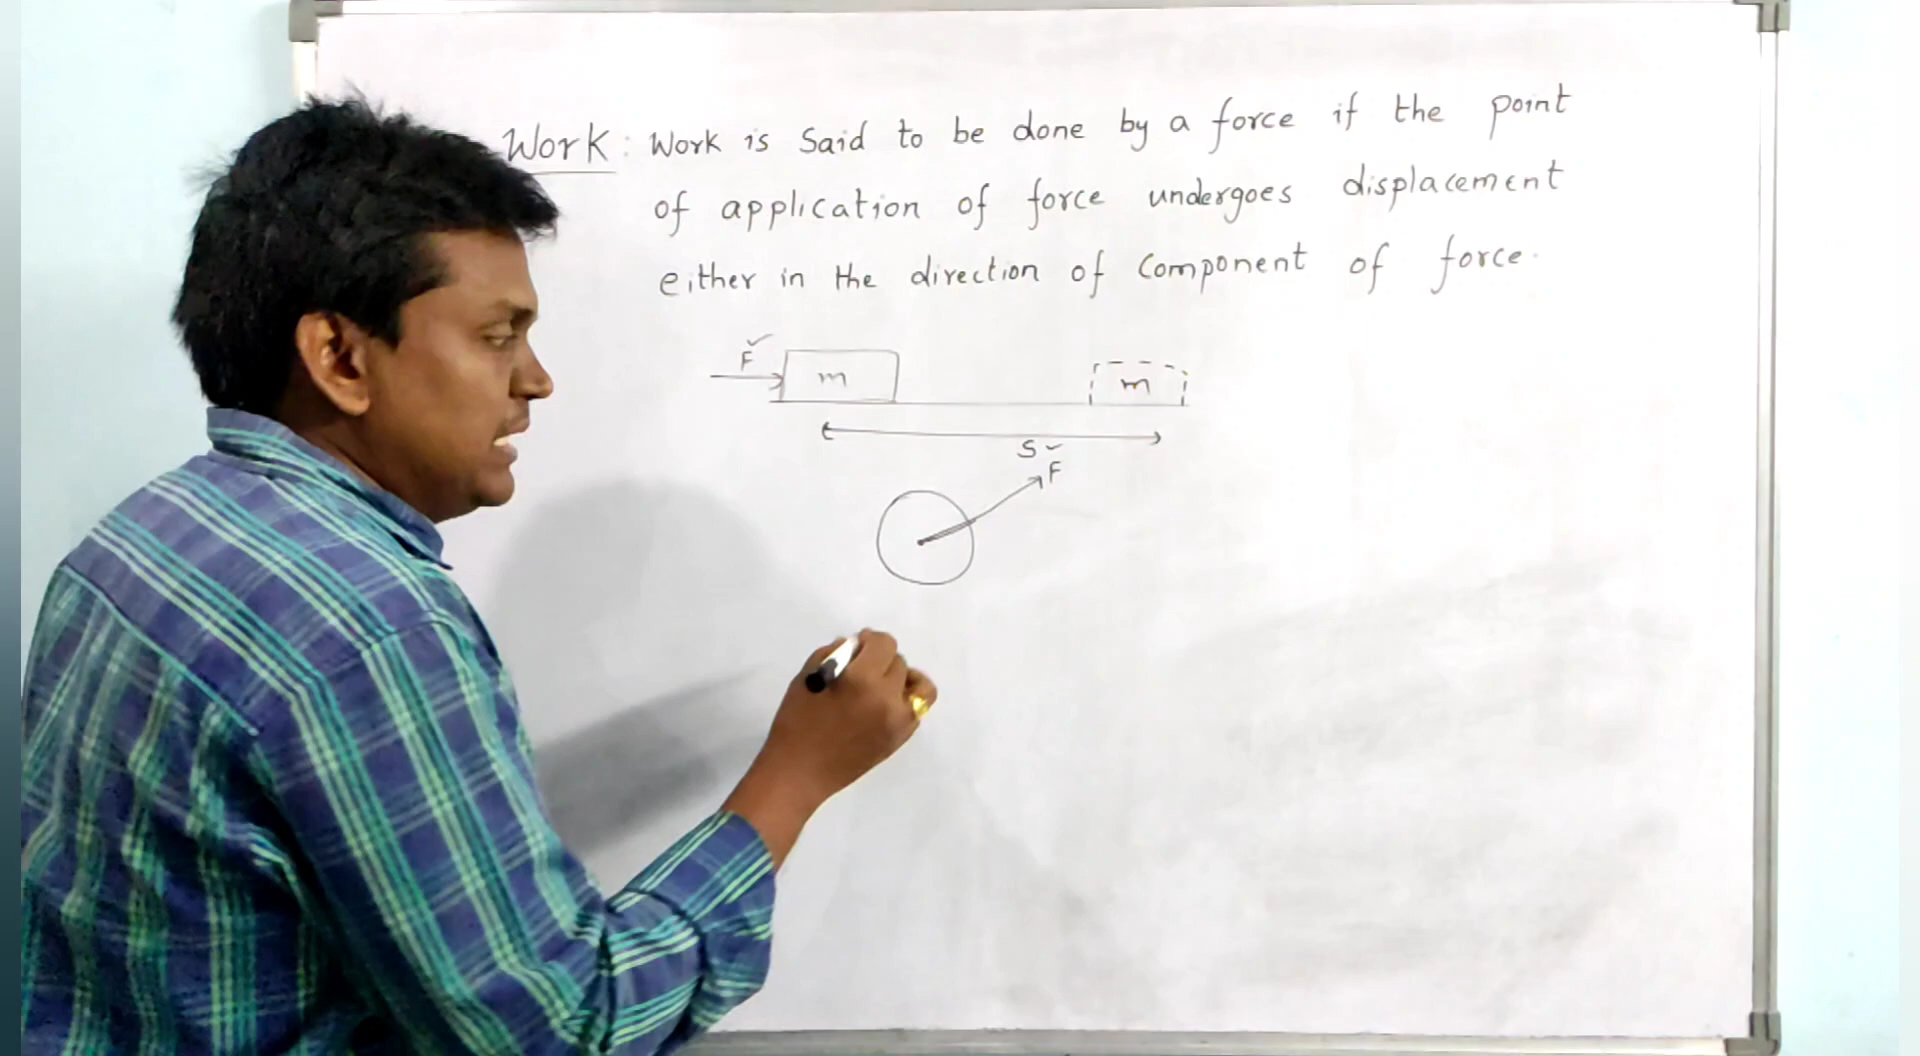 Work : Work is said to be done by a force if the point
of application of force undergoes displacement
either in the direction of component of force.
F
m
m
S
F